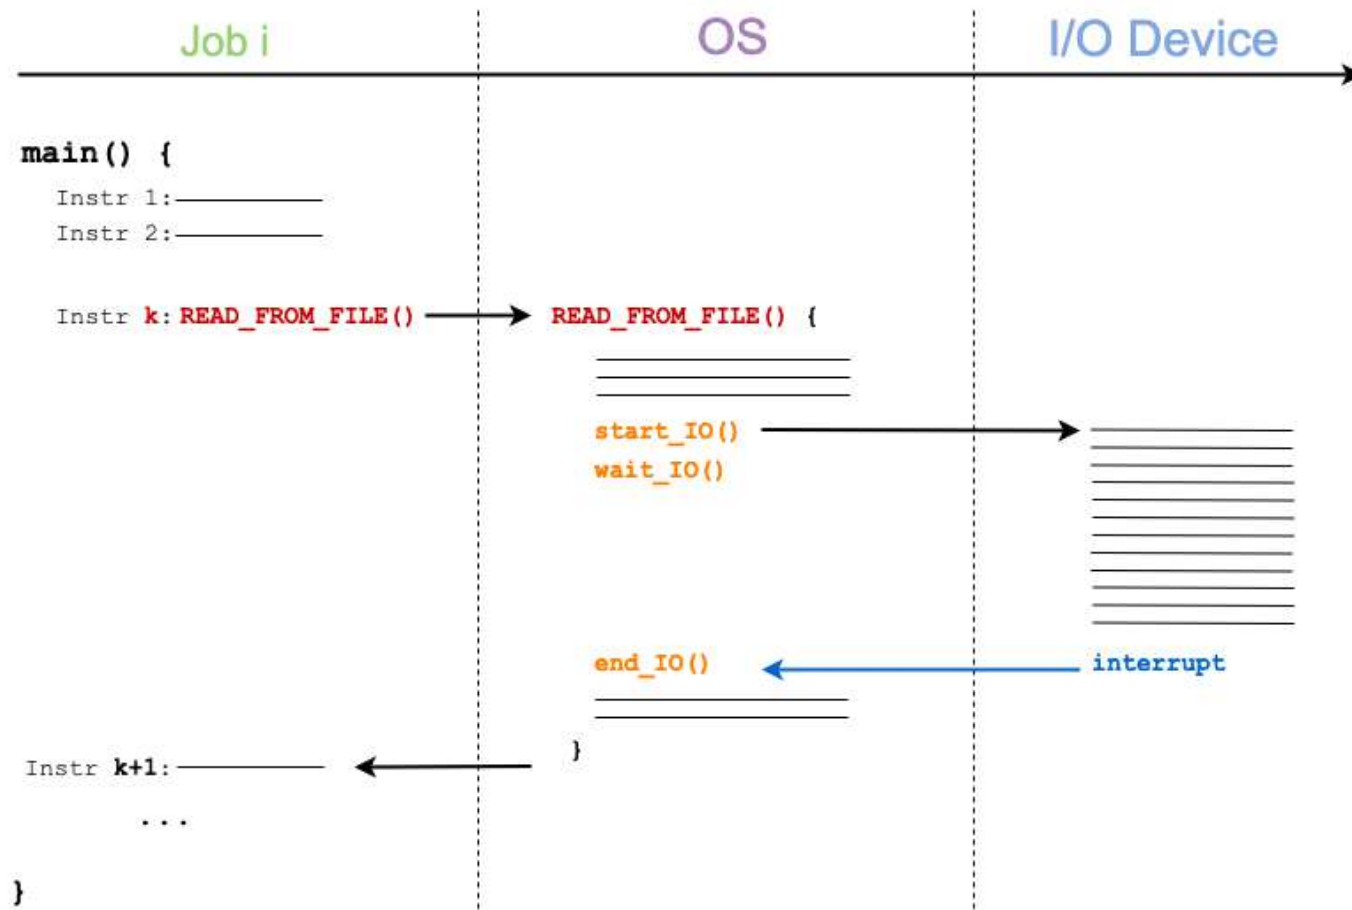 Job i OS I/O Device
main() {
Instr 1:
Instr 2:
Instr k: READ_FROM_FILE() READ_FROM_FILE() {
start_IO()
wait_IO()
end_IO() interrupt
}
Instr k+1:
...
}